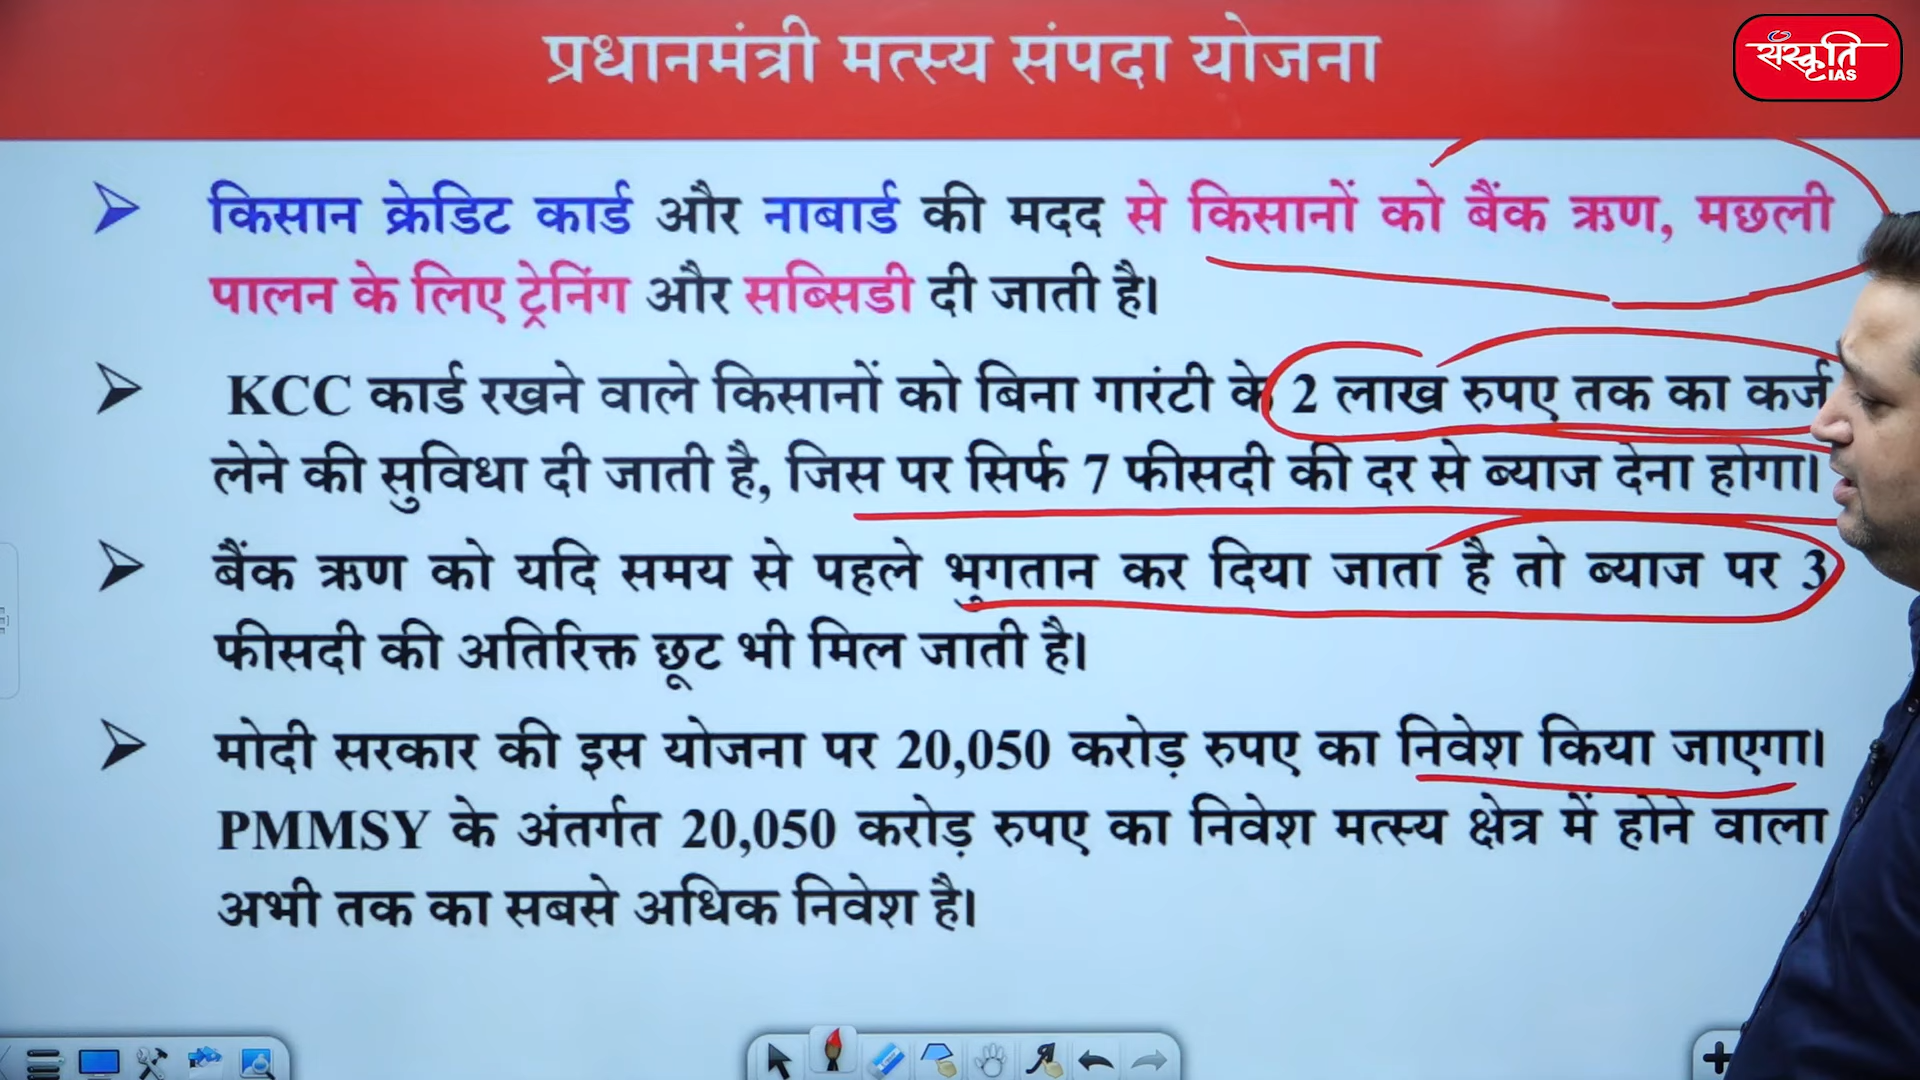 प्रधानमंत्री मत्स्य संपदा योजना
संस्कृति
IAS
किसान क्रेडिट कार्ड और नाबार्ड की मदद से किसानों को बैंक ऋण, मछली
पालन के लिए ट्रेनिंग और सब्सिडी दी जाती है।
KCC कार्ड रखने वाले किसानों को बिना गारंटी के 2 लाख रुपए तक का कर्ज
लेने की सुविधा दी जाती है, जिस पर सिर्फ 7 फीसदी की दर से ब्याज देना होगा।
बैंक ऋण को यदि समय से पहले भुगतान कर दिया जाता है तो ब्याज पर 3
फीसदी की अतिरिक्त छूट भी मिल जाती है।
मोदी सरकार की इस योजना पर 20,050 करोड़ रुपए का निवेश किया जाएगा।
PMMSY के अंतर्गत 20,050 करोड़ रुपए का निवेश मत्स्य क्षेत्र में होने वाला
अभी तक का सबसे अधिक निवेश है।